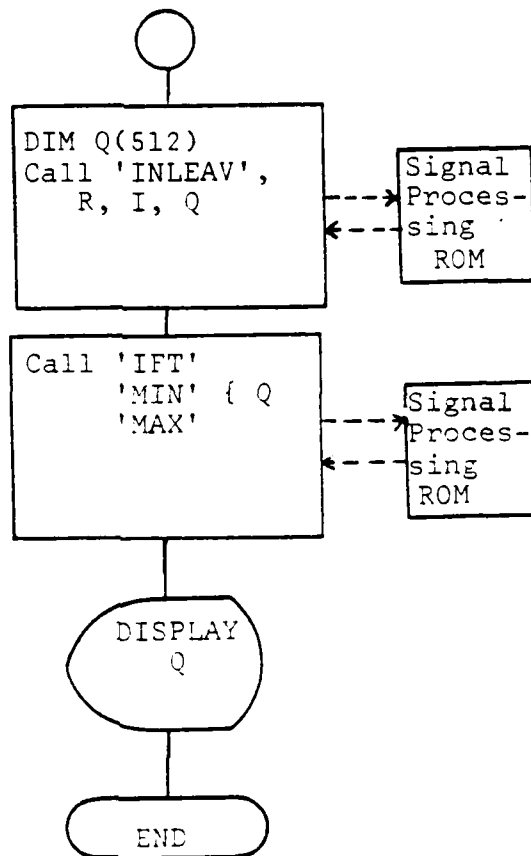 DIM Q(512)
Call 'INLEAV',
R, I, Q
Signal
Proces-
sing
ROM
Call 'IFT'
'MIN' { Q
'MAX'
Signal
Proces-
sing
ROM
DISPLAY
Q
END